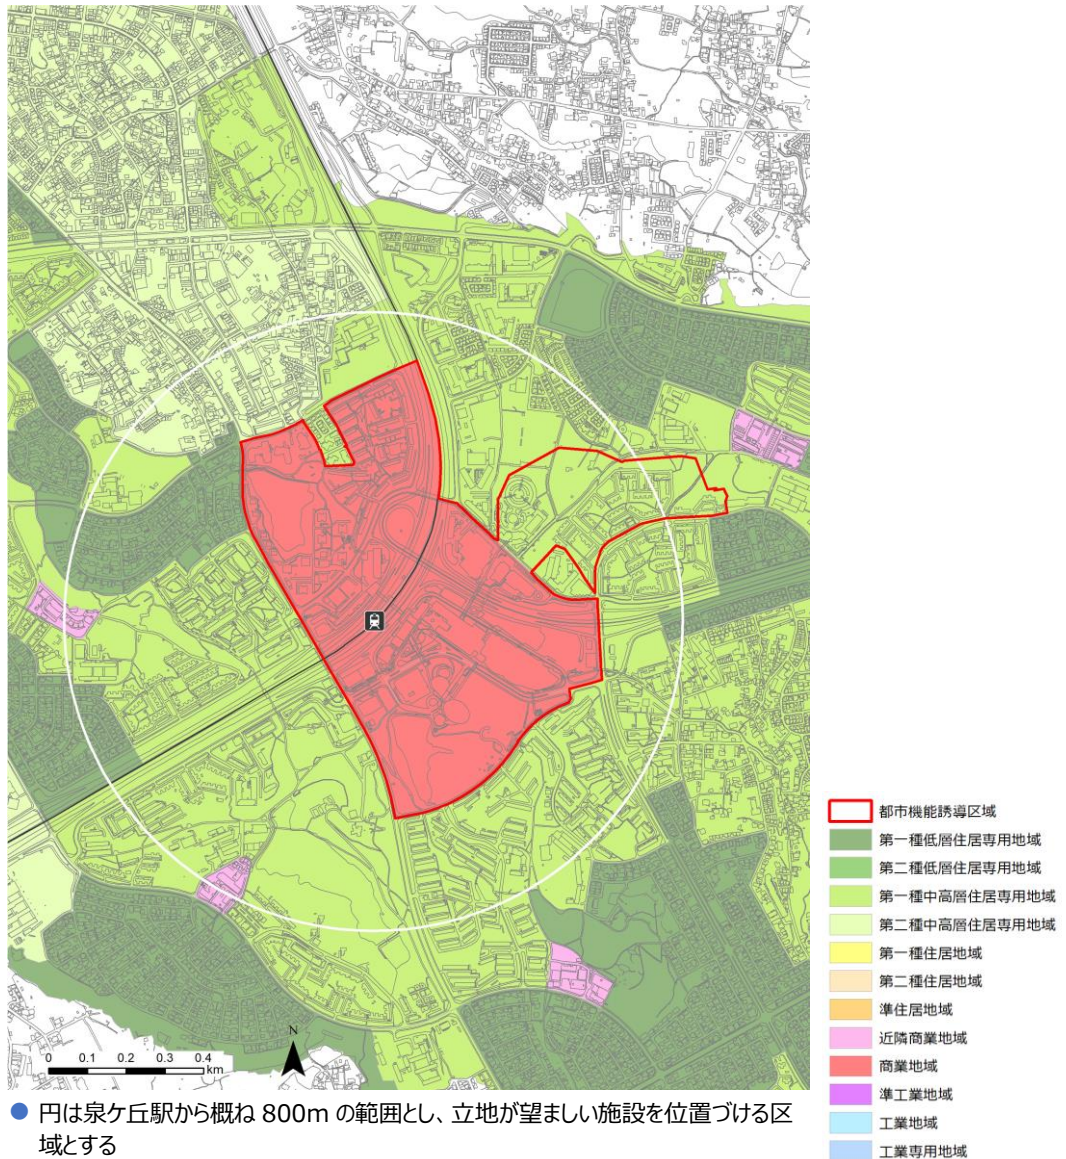 N
0 0.1 0.2 0.3 0.4
km
● 円は泉ケ丘駅から概ね 800m の範囲とし、立地が望ましい施設を位置づける区
域とする
都市機能誘導区域
第一種低層住居専用地域
第二種低層住居専用地域
第一種中高層住居専用地域
第二種中高層住居専用地域
第一種住居地域
第二種住居地域
準住居地域
近隣商業地域
商業地域
準工業地域
工業地域
工業専用地域